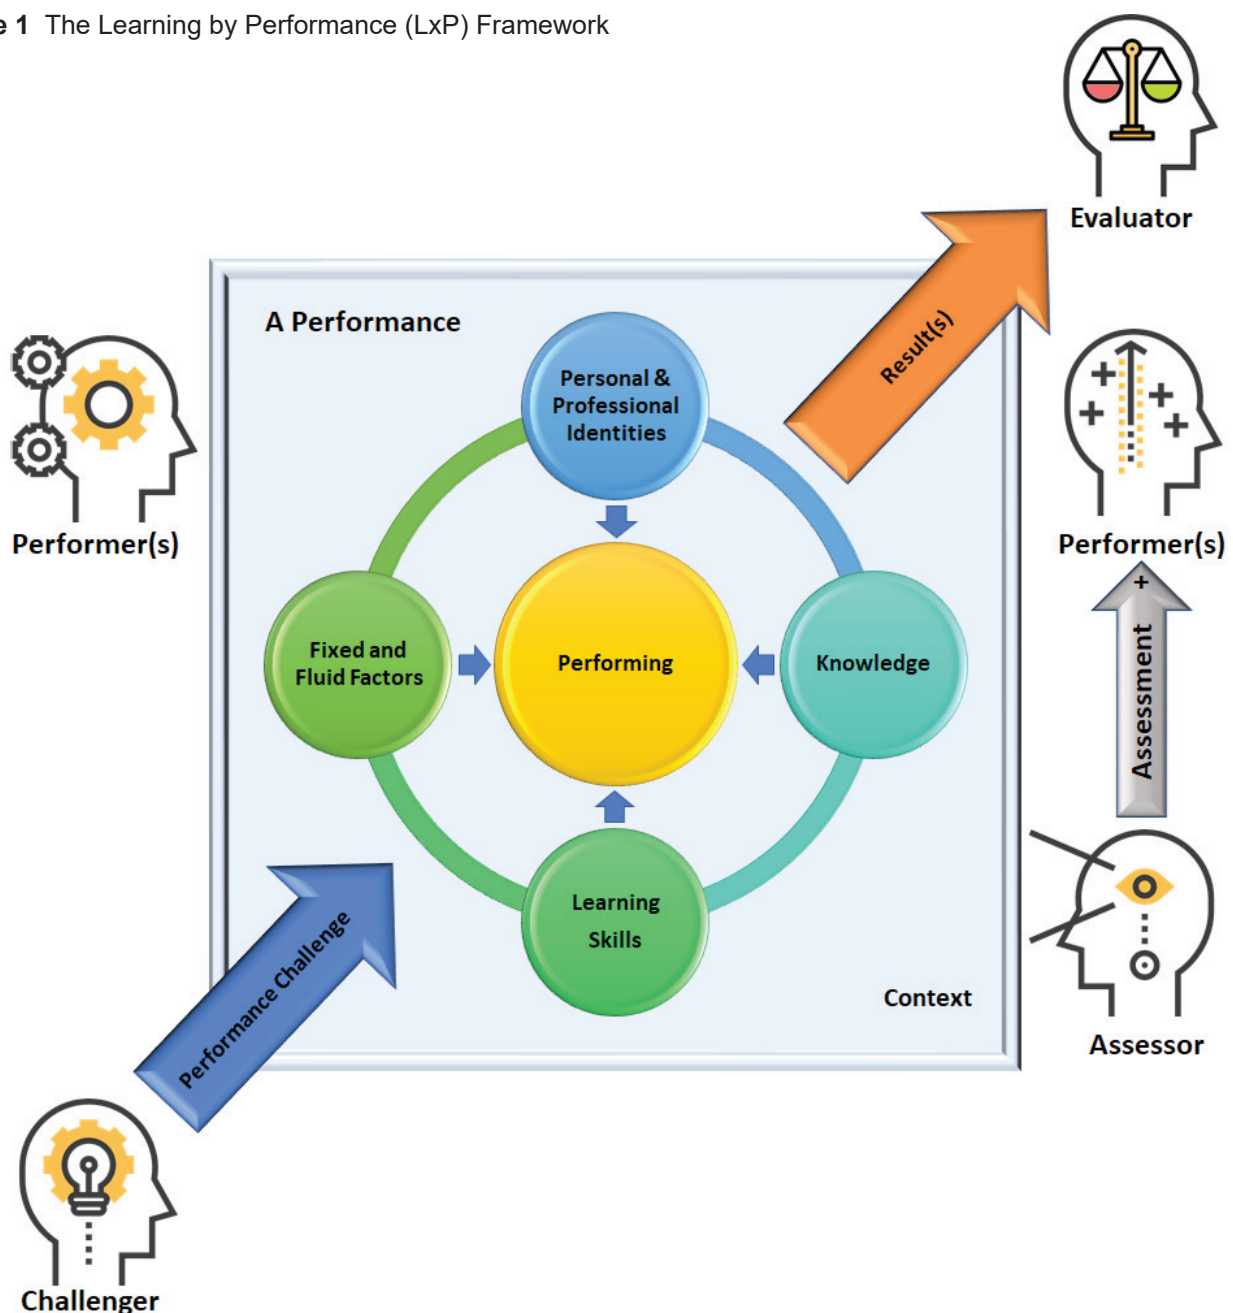 e 1 The Learning by Performance (LxP) Framework
Evaluator
A Performance
Result(s)
Personal &
Professional
Identities
Performer(s)
Performer(s)
+
Fixed and
Fluid Factors
Performing
Knowledge
Assessment
Learning
Skills
Performance Challenge
Context
Assessor
Challenger